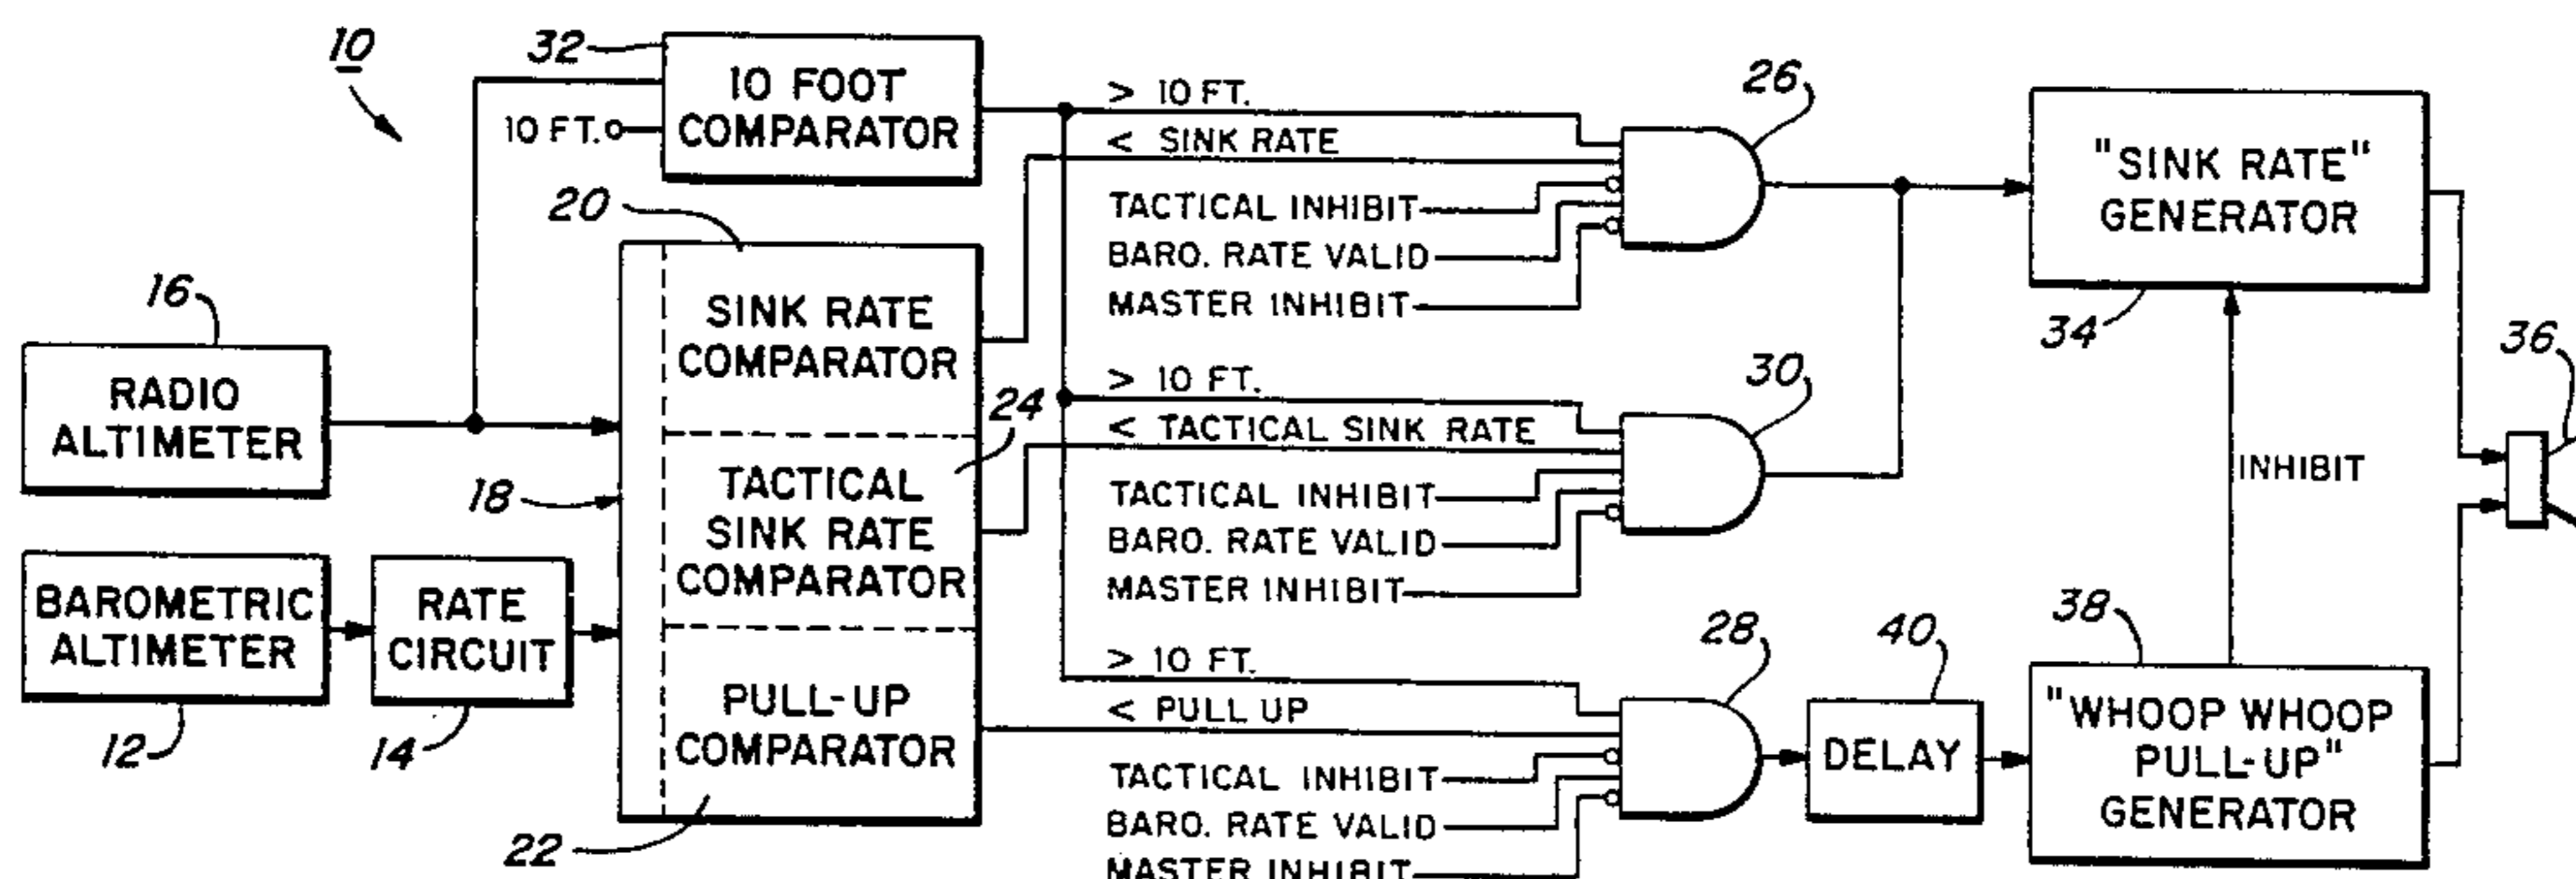 10
32
10 FOOT
COMPARATOR
10 FT.
20
16
RADIO
ALTIMETER
BAROMETRIC
ALTIMETER
12
RATE
CIRCUIT
14
18
SINK RATE
COMPARATOR
24
TACTICAL
SINK RATE
COMPARATOR
PULL-UP
COMPARATOR
22
> 10 FT.
< SINK RATE
TACTICAL INHIBIT
BARO. RATE VALID
MASTER INHIBIT
26
> 10 FT.
< TACTICAL SINK RATE
TACTICAL INHIBIT
BARO. RATE VALID
MASTER INHIBIT
30
> 10 FT.
< PULL UP
TACTICAL INHIBIT
BARO. RATE VALID
MASTER INHIBIT
28
40
DELAY
"SINK RATE"
GENERATOR
34
INHIBIT
36
38
"WHOOP WHOOP
PULL-UP"
GENERATOR